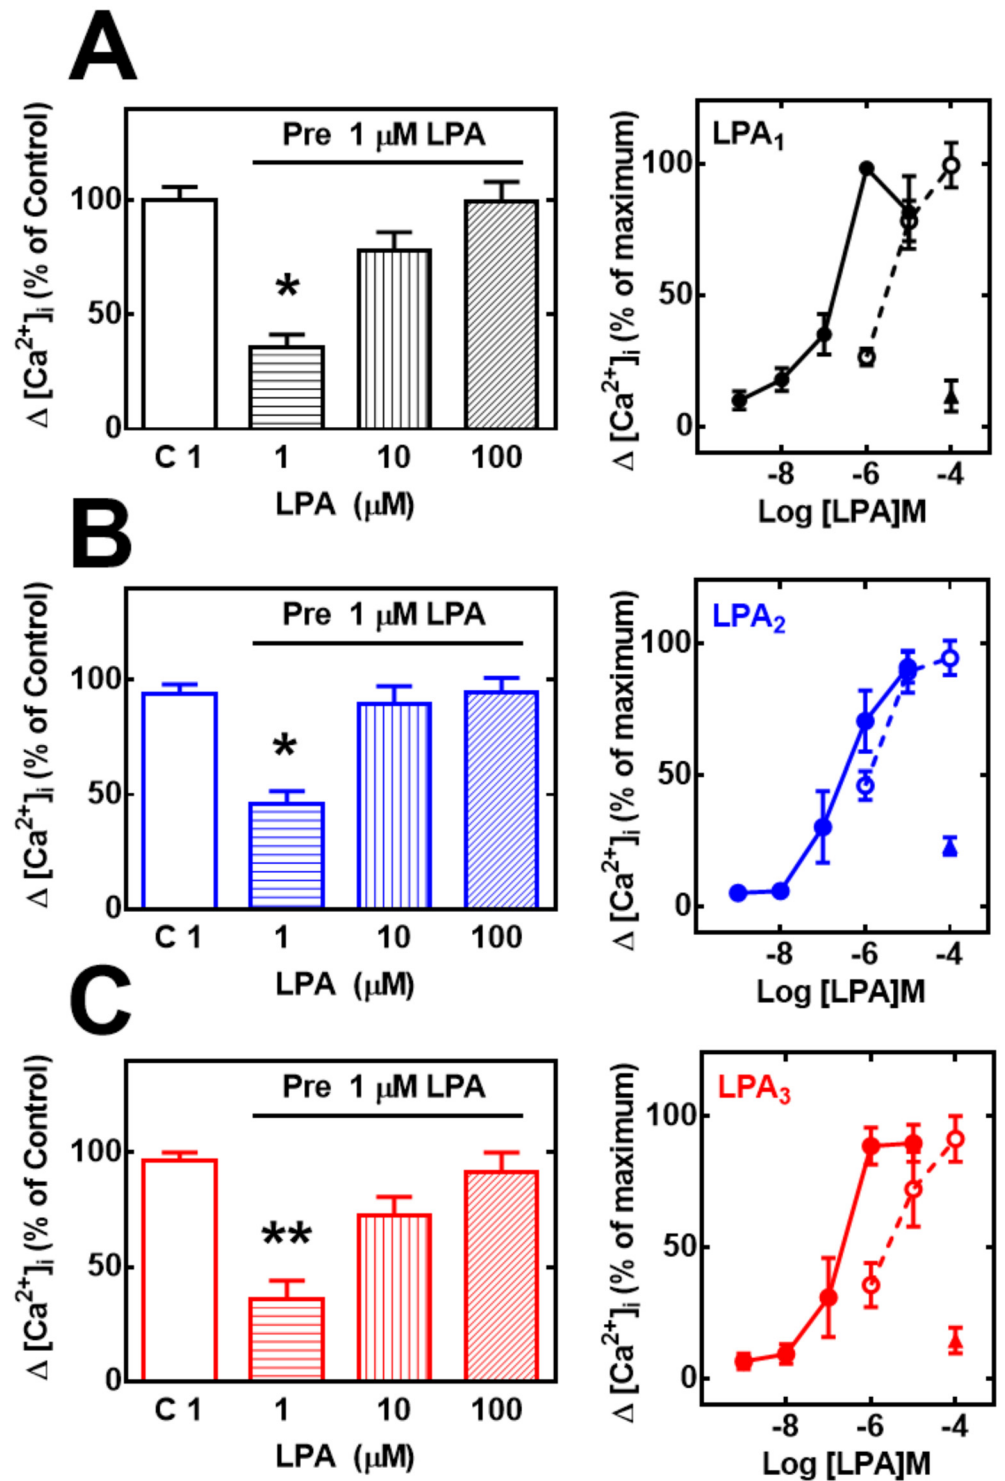 A
Δ [Ca²⁺]ᵢ (% of Control)
Pre 1 μM LPA
100
50
0
*
C 1 1 10 100
LPA (μM)
Δ [Ca²⁺]ᵢ (% of maximum)
LPA₁
100
50
0
-8 -6 -4
Log [LPA]M
B
Δ [Ca²⁺]ᵢ (% of Control)
Pre 1 μM LPA
100
50
0
*
C 1 1 10 100
LPA (μM)
Δ [Ca²⁺]ᵢ (% of maximum)
LPA₂
100
50
0
-8 -6 -4
Log [LPA]M
C
Δ [Ca²⁺]ᵢ (% of Control)
Pre 1 μM LPA
100
50
0
**
C 1 1 10 100
LPA (μM)
Δ [Ca²⁺]ᵢ (% of maximum)
LPA₃
100
50
0
-8 -6 -4
Log [LPA]M